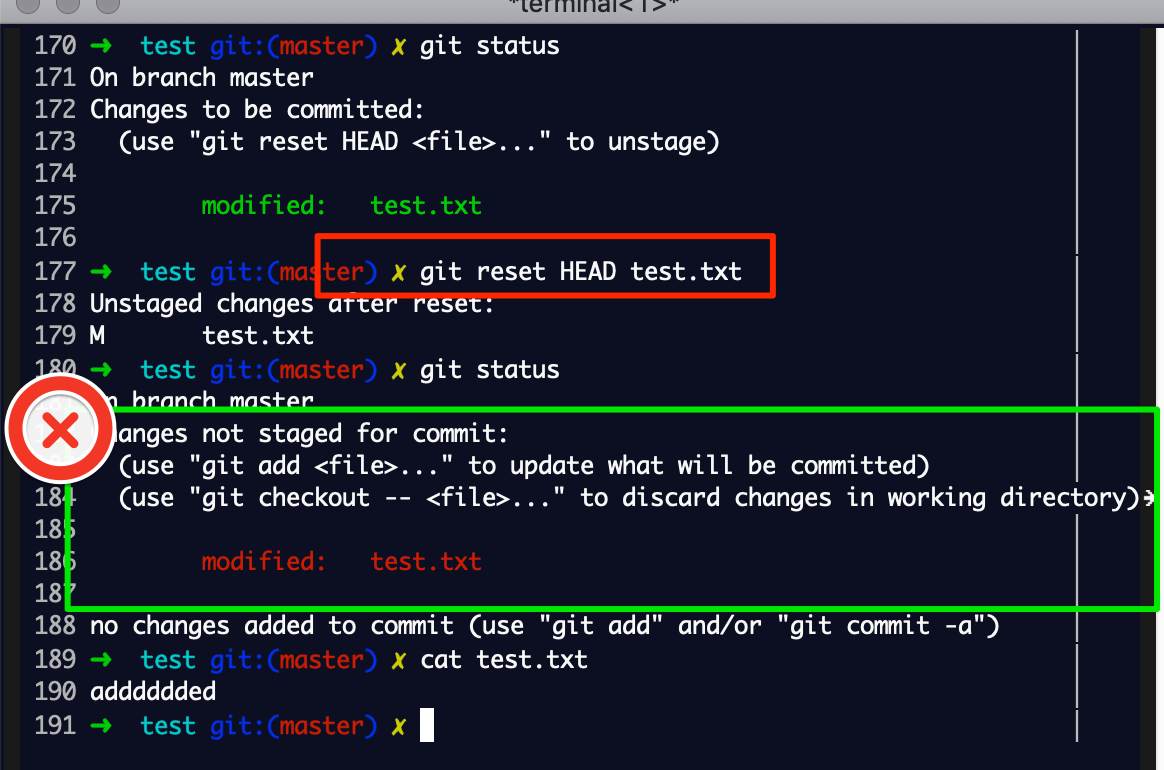 *terminal<1>*
170 ➜  test git:(master) ✗ git status
171 On branch master
172 Changes to be committed:
173   (use "git reset HEAD <file>..." to unstage)
174
175         modified:   test.txt
176
177 ➜  test git:(master) ✗ git reset HEAD test.txt
178 Unstaged changes after reset:
179 M       test.txt
180 ➜  test git:(master) ✗ git status
branch master
not staged for commit:
(use "git add <file>..." to update what will be committed)
184   (use "git checkout -- <file>..." to discard changes in working directory)
185
186         modified:   test.txt
187
188 no changes added to commit (use "git add" and/or "git commit -a")
189 ➜  test git:(master) ✗ cat test.txt
190 adddddded
191 ➜  test git:(master) ✗